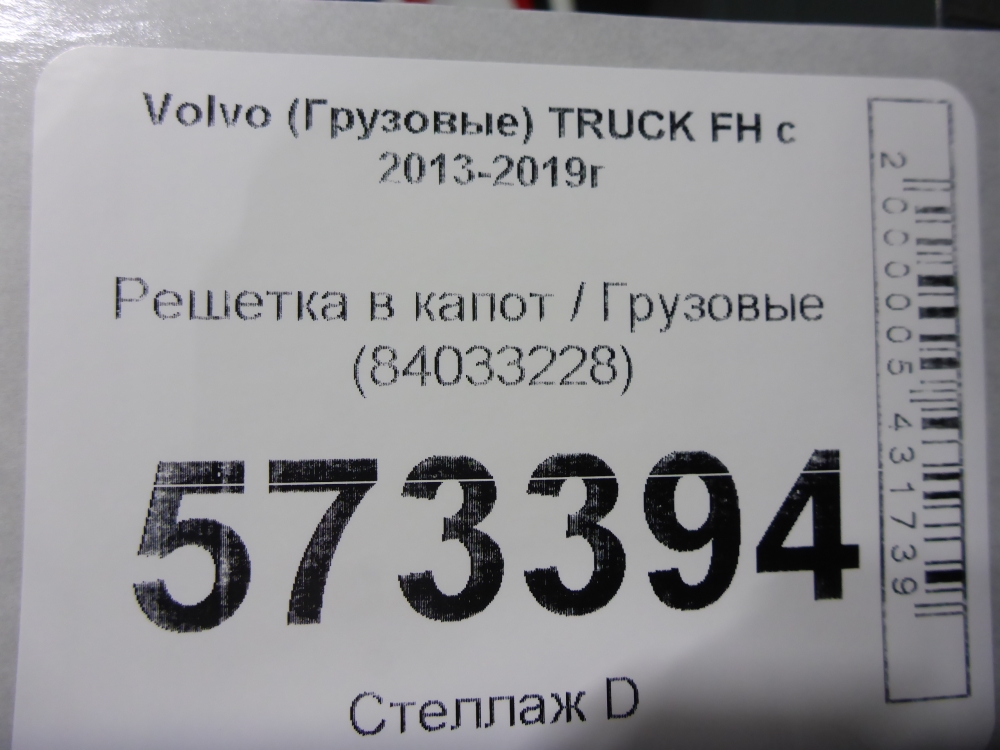 Volvo (Грузовые) TRUCK FH с
2013-2019г
Решетка в капот / Грузовые
(84033228)
573394
Стеллаж D
2000005431739